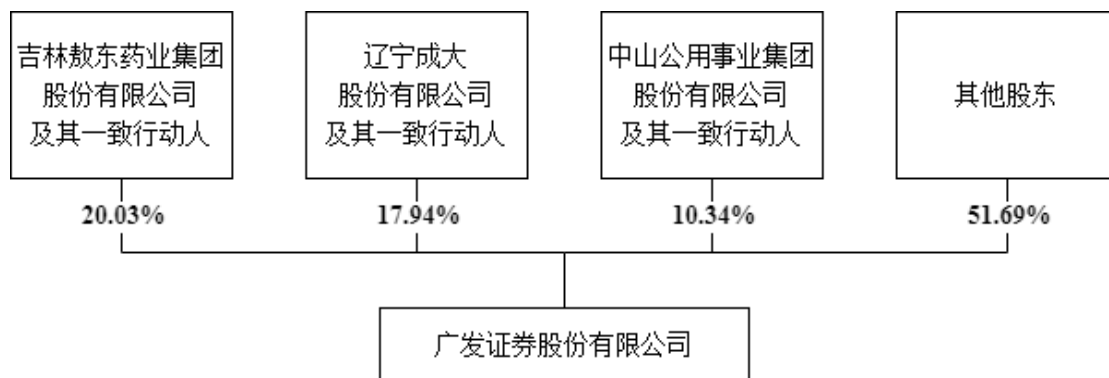 吉林敖东药业集团
股份有限公司
及其一致行动人
辽宁成大
股份有限公司
及其一致行动人
中山公用事业集团
股份有限公司
及其一致行动人
其他股东
20.03%
17.94%
10.34%
51.69%
广发证券股份有限公司